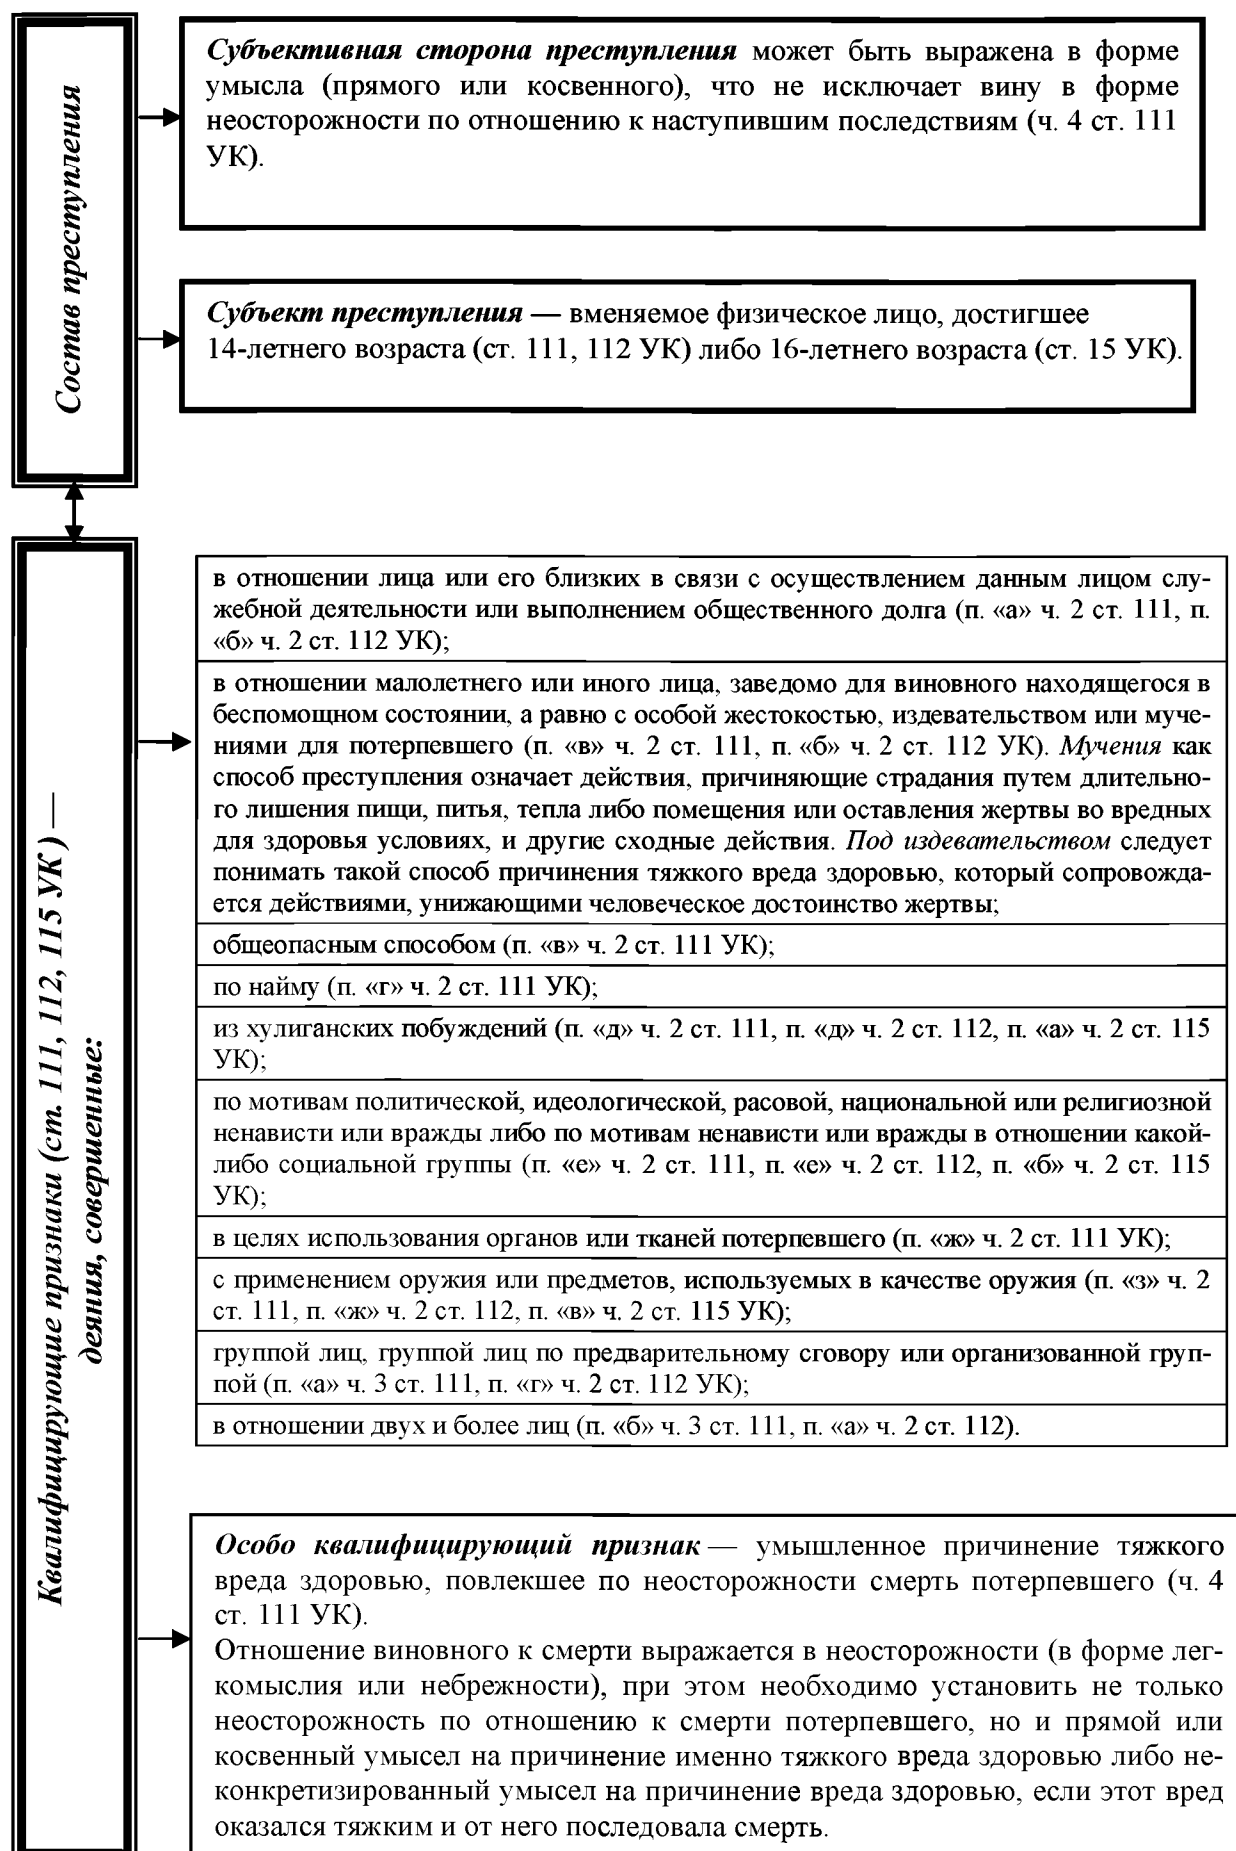 Состав преступления
Субъективная сторона преступления может быть выражена в форме
умысла (прямого или косвенного), что не исключает вину в форме
неосторожности по отношению к наступившим последствиям (ч. 4 ст. 111
УК).
Субъект преступления — вменяемое физическое лицо, достигшее
14-летнего возраста (ст. 111, 112 УК) либо 16-летнего возраста (ст. 15 УК).
Квалифицирующие признаки (ст. 111, 112, 115 УК) —
деяния, совершенные:
в отношении лица или его близких в связи с осуществлением данным лицом слу-
жебной деятельности или выполнением общественного долга (п. «а» ч. 2 ст. 111, п.
«б» ч. 2 ст. 112 УК);
в отношении малолетнего или иного лица, заведомо для виновного находящегося в
беспомощном состоянии, а равно с особой жестокостью, издевательством или муче-
ниями для потерпевшего (п. «в» ч. 2 ст. 111, п. «б» ч. 2 ст. 112 УК). Мучения как
способ преступления означает действия, причиняющие страдания путем длительно-
го лишения пищи, питья, тепла либо помещения или оставления жертвы во вредных
для здоровья условиях, и другие сходные действия. Под издевательством следует
понимать такой способ причинения тяжкого вреда здоровью, который сопровожда-
ется действиями, унижающими человеческое достоинство жертвы;
общеопасным способом (п. «в» ч. 2 ст. 111 УК);
по найму (п. «г» ч. 2 ст. 111 УК);
из хулиганских побуждений (п. «д» ч. 2 ст. 111, п. «д» ч. 2 ст. 112, п. «а» ч. 2 ст. 115
УК);
по мотивам политической, идеологической, расовой, национальной или религиозной
ненависти или вражды либо по мотивам ненависти или вражды в отношении какой-
либо социальной группы (п. «е» ч. 2 ст. 111, п. «е» ч. 2 ст. 112, п. «б» ч. 2 ст. 115
УК);
в целях использования органов или тканей потерпевшего (п. «ж» ч. 2 ст. 111 УК);
с применением оружия или предметов, используемых в качестве оружия (п. «з» ч. 2
ст. 111, п. «ж» ч. 2 ст. 112, п. «в» ч. 2 ст. 115 УК);
группой лиц, группой лиц по предварительному сговору или организованной груп-
пой (п. «а» ч. 3 ст. 111, п. «г» ч. 2 ст. 112 УК);
в отношении двух и более лиц (п. «б» ч. 3 ст. 111, п. «а» ч. 2 ст. 112).
Особо квалифицирующий признак — умышленное причинение тяжкого
вреда здоровью, повлекшее по неосторожности смерть потерпевшего (ч. 4
ст. 111 УК).
Отношение виновного к смерти выражается в неосторожности (в форме лег-
комыслия или небрежности), при этом необходимо установить не только
неосторожность по отношению к смерти потерпевшего, но и прямой или
косвенный умысел на причинение именно тяжкого вреда здоровью либо не-
конкретизированный умысел на причинение вреда здоровью, если этот вред
оказался тяжким и от него последовала смерть.